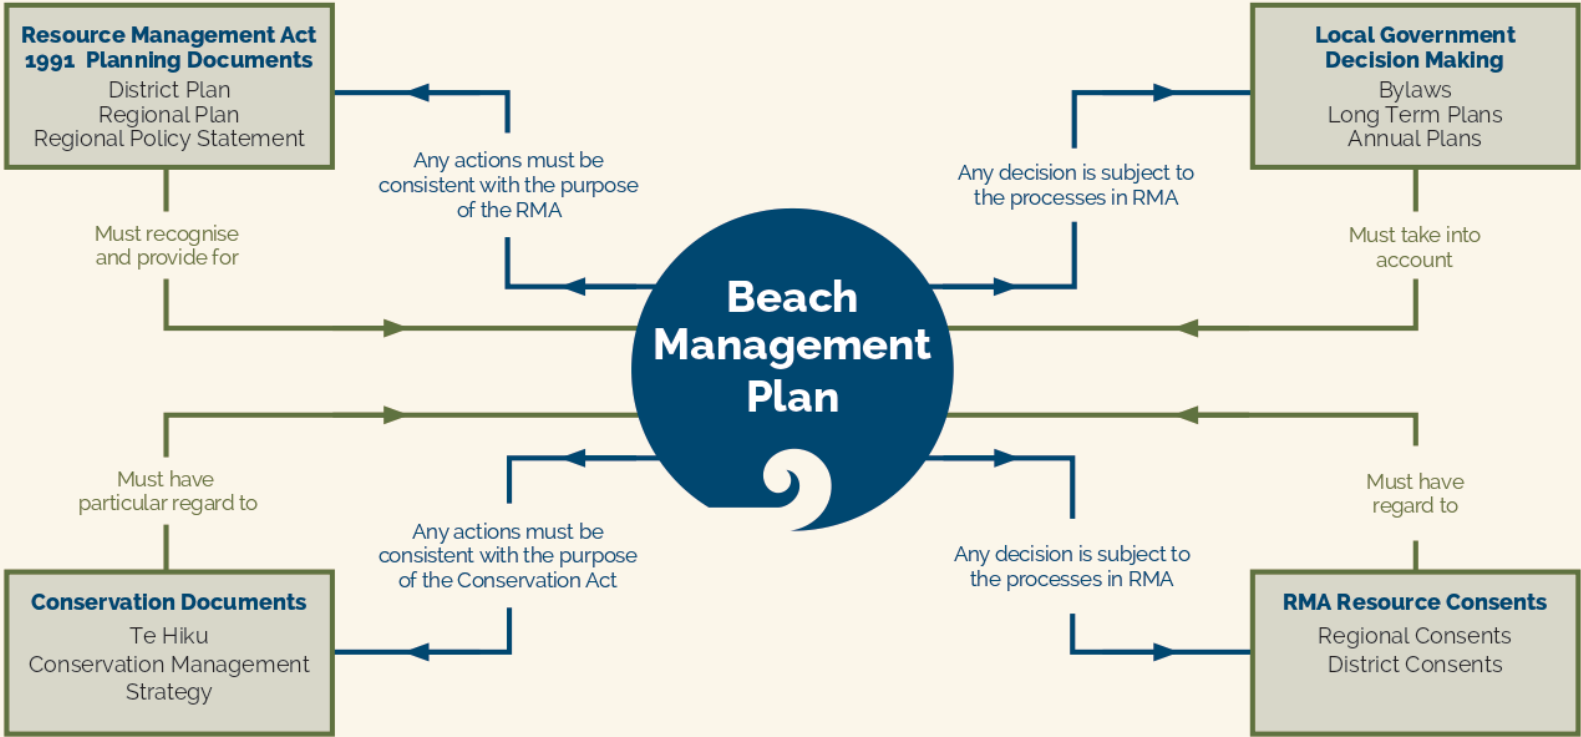 Resource Management Act
1991 Planning Documents
District Plan
Regional Plan
Regional Policy Statement
Local Government
Decision Making
Bylaws
Long Term Plans
Annual Plans
Any actions must be
consistent with the purpose
of the RMA
Any decision is subject to
the processes in RMA
Must recognise
and provide for
Must take into
account
Beach
Management
Plan
Must have
particular regard to
Must have
regard to
Any actions must be
consistent with the purpose
of the Conservation Act
Any decision is subject to
the processes in RMA
Conservation Documents
Te Hiku
Conservation Management
Strategy
RMA Resource Consents
Regional Consents
District Consents